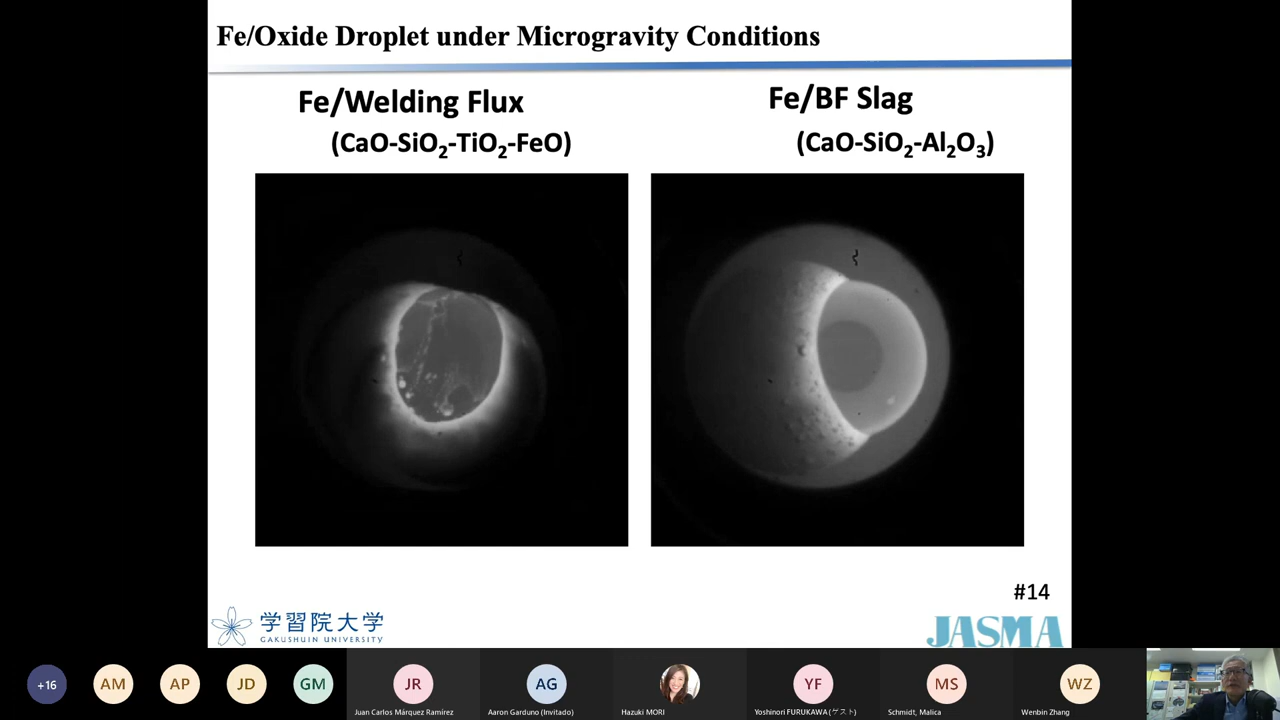 Fe/Oxide Droplet under Microgravity Conditions
Fe/Welding Flux
(CaO-SiO₂-TiO₂-FeO)
Fe/BF Slag
(CaO-SiO₂-Al₂O₃)
#14
学習院大学
GAKUSHUIN UNIVERSITY
JASMA
+16
AM
AP
JD
GM
JR
Juan Carlos Márquez Ramírez
AG
Aaron Garduno (Invitado)
Hazuki MORI
YF
Yoshinori FURUKAWA (ゲスト)
MS
Schmidt, Malica
WZ
Wenbin Zhang